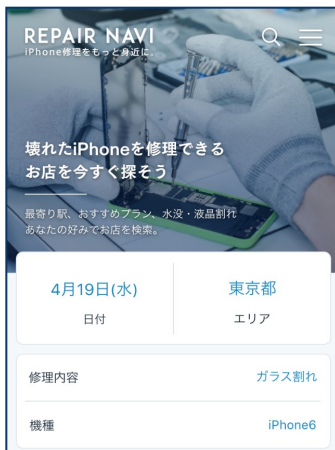 REPAIR NAVI
iPhone修理をもっと身近に。
壊れたiPhoneを修理できる
お店を今すぐ探そう
最寄り駅、おすすめプラン、水没・液晶割れ
あなたの好みでお店を検索。
4月19日(水)
東京都
日付
エリア
修理内容
ガラス割れ
機種
iPhone6